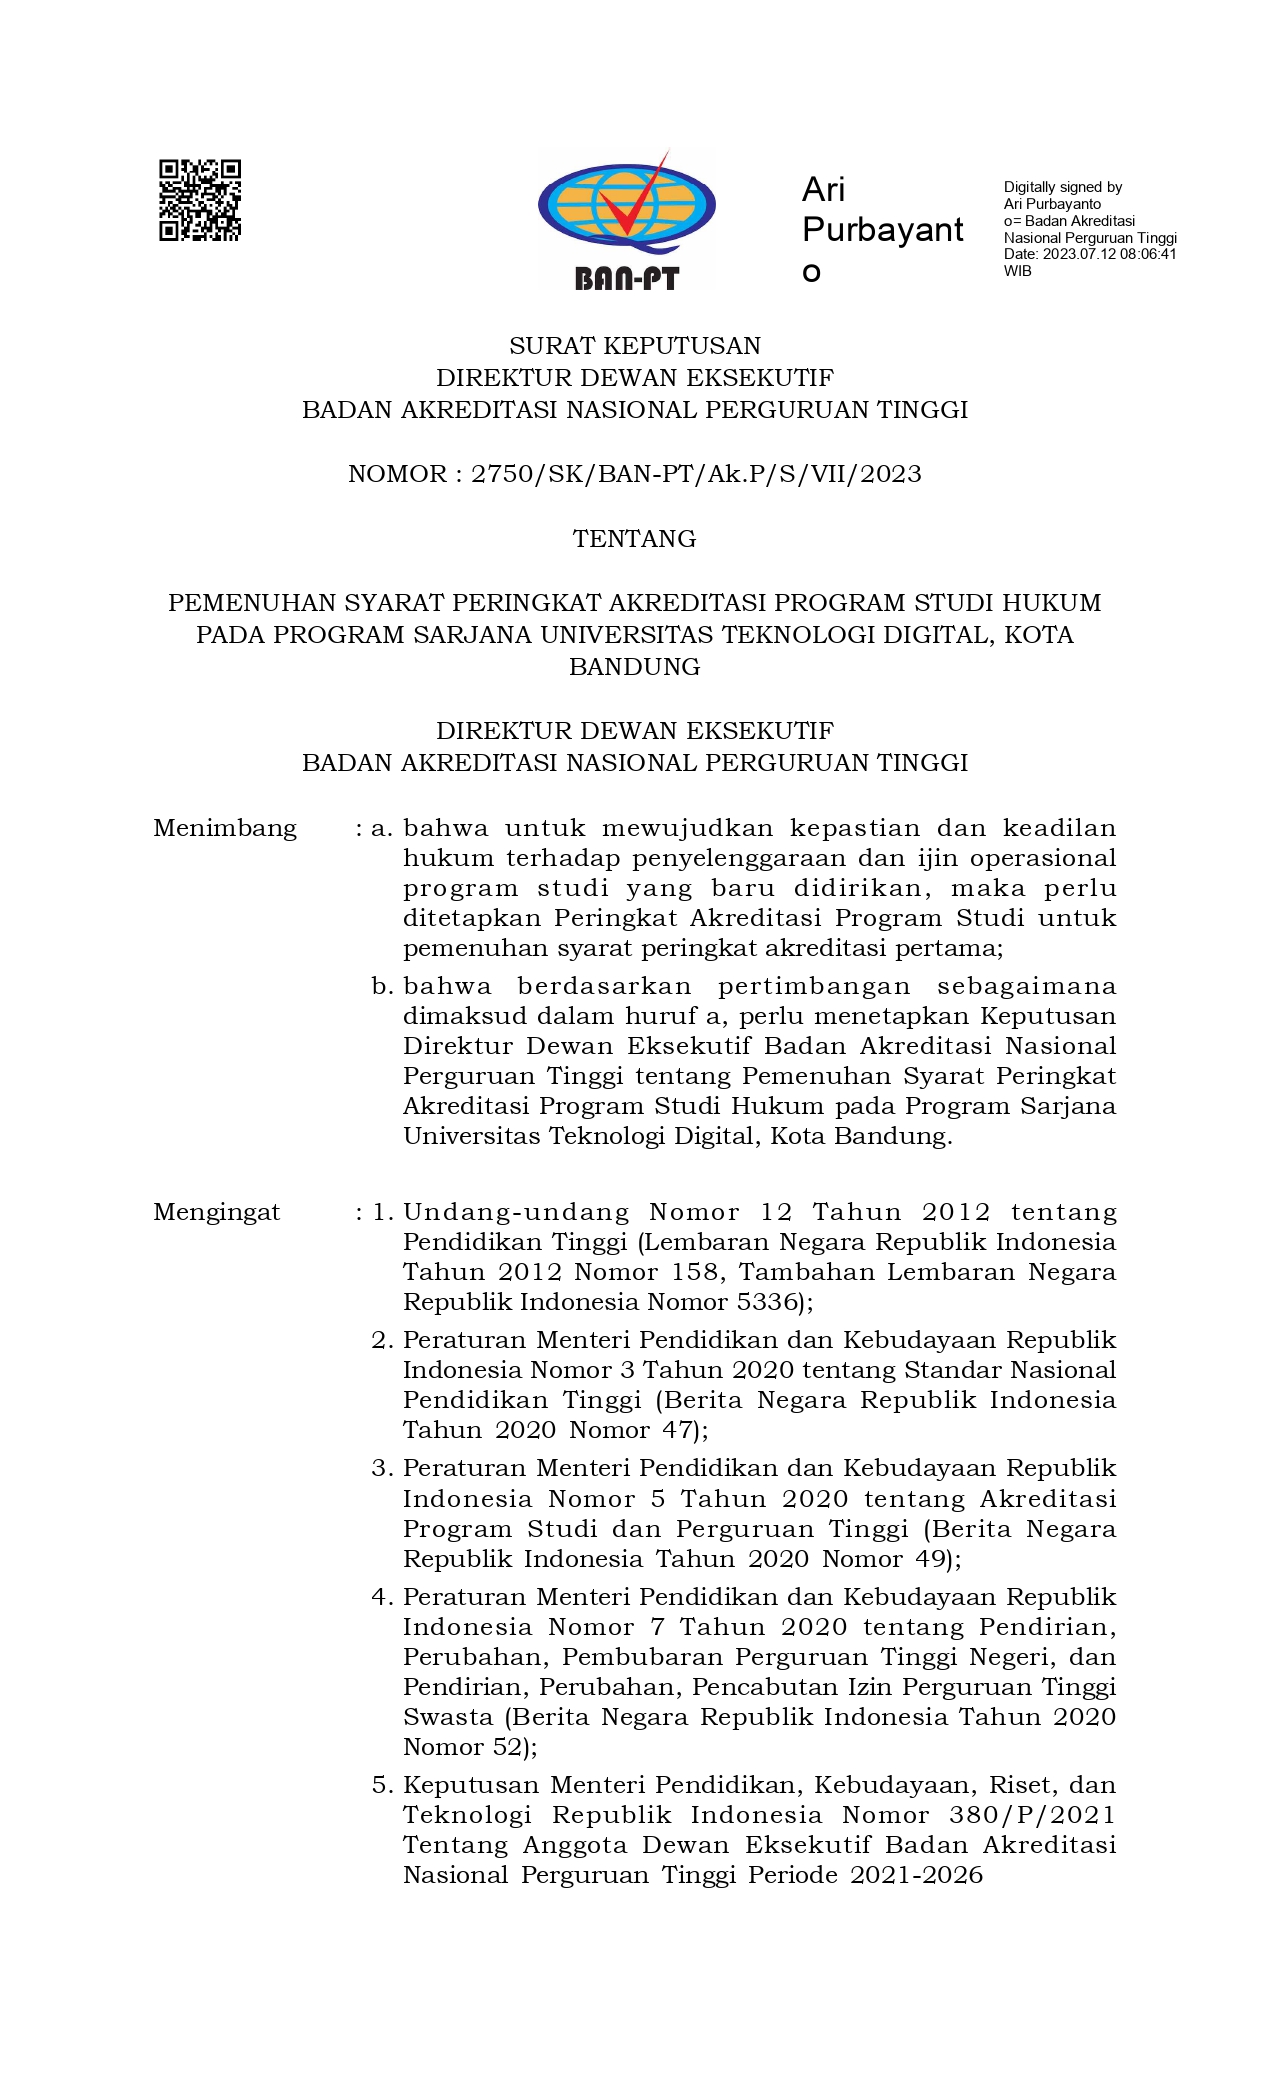 BAN-PT
Ari
Purbayant
o
Digitally signed by
Ari Purbayanto
o= Badan Akreditasi
Nasional Perguruan Tinggi
Date: 2023.07.12 08:06:41
WIB
SURAT KEPUTUSAN
DIREKTUR DEWAN EKSEKUTIF
BADAN AKREDITASI NASIONAL PERGURUAN TINGGI
NOMOR : 2750/SK/BAN-PT/Ak.P/S/VII/2023
TENTANG
PEMENUHAN SYARAT PERINGKAT AKREDITASI PROGRAM STUDI HUKUM
PADA PROGRAM SARJANA UNIVERSITAS TEKNOLOGI DIGITAL, KOTA
BANDUNG
DIREKTUR DEWAN EKSEKUTIF
BADAN AKREDITASI NASIONAL PERGURUAN TINGGI
Menimbang : a. bahwa untuk mewujudkan kepastian dan keadilan
hukum terhadap penyelenggaraan dan ijin operasional
program studi yang baru didirikan, maka perlu
ditetapkan Peringkat Akreditasi Program Studi untuk
pemenuhan syarat peringkat akreditasi pertama;
b. bahwa berdasarkan pertimbangan sebagaimana
dimaksud dalam huruf a, perlu menetapkan Keputusan
Direktur Dewan Eksekutif Badan Akreditasi Nasional
Perguruan Tinggi tentang Pemenuhan Syarat Peringkat
Akreditasi Program Studi Hukum pada Program Sarjana
Universitas Teknologi Digital, Kota Bandung.
Mengingat : 1. Undang-undang Nomor 12 Tahun 2012 tentang
Pendidikan Tinggi (Lembaran Negara Republik Indonesia
Tahun 2012 Nomor 158, Tambahan Lembaran Negara
Republik Indonesia Nomor 5336);
2. Peraturan Menteri Pendidikan dan Kebudayaan Republik
Indonesia Nomor 3 Tahun 2020 tentang Standar Nasional
Pendidikan Tinggi (Berita Negara Republik Indonesia
Tahun 2020 Nomor 47);
3. Peraturan Menteri Pendidikan dan Kebudayaan Republik
Indonesia Nomor 5 Tahun 2020 tentang Akreditasi
Program Studi dan Perguruan Tinggi (Berita Negara
Republik Indonesia Tahun 2020 Nomor 49);
4. Peraturan Menteri Pendidikan dan Kebudayaan Republik
Indonesia Nomor 7 Tahun 2020 tentang Pendirian,
Perubahan, Pembubaran Perguruan Tinggi Negeri, dan
Pendirian, Perubahan, Pencabutan Izin Perguruan Tinggi
Swasta (Berita Negara Republik Indonesia Tahun 2020
Nomor 52);
5. Keputusan Menteri Pendidikan, Kebudayaan, Riset, dan
Teknologi Republik Indonesia Nomor 380/P/2021
Tentang Anggota Dewan Eksekutif Badan Akreditasi
Nasional Perguruan Tinggi Periode 2021-2026